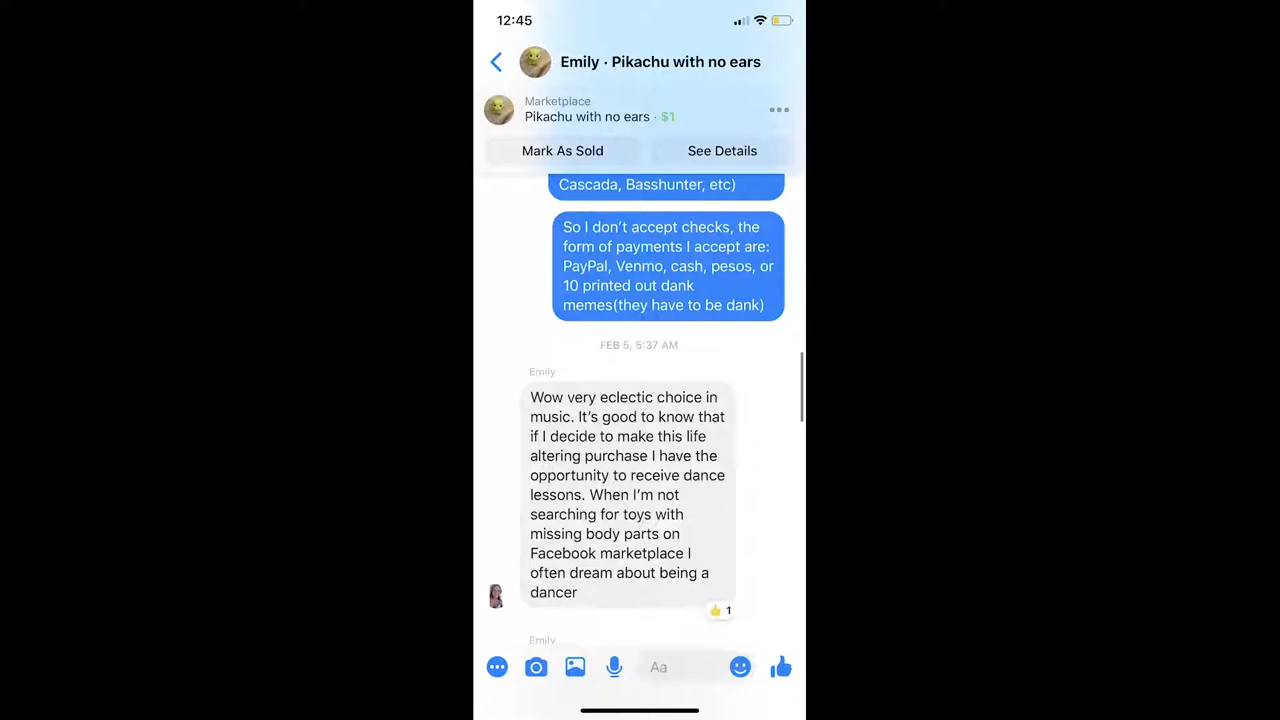 12:45
Emily · Pikachu with no ears
Marketplace
Pikachu with no ears · $1
Mark As Sold
See Details
Cascada, Basshunter, etc)
So I don’t accept checks, the
form of payments I accept are:
PayPal, Venmo, cash, pesos, or
10 printed out dank
memes(they have to be dank)
FEB 5, 5:37 AM
Emily
Wow very eclectic choice in
music. It’s good to know that
if I decide to make this life
altering purchase I have the
opportunity to receive dance
lessons. When I’m not
searching for toys with
missing body parts on
Facebook marketplace I
often dream about being a
dancer
1
Emily
Aa